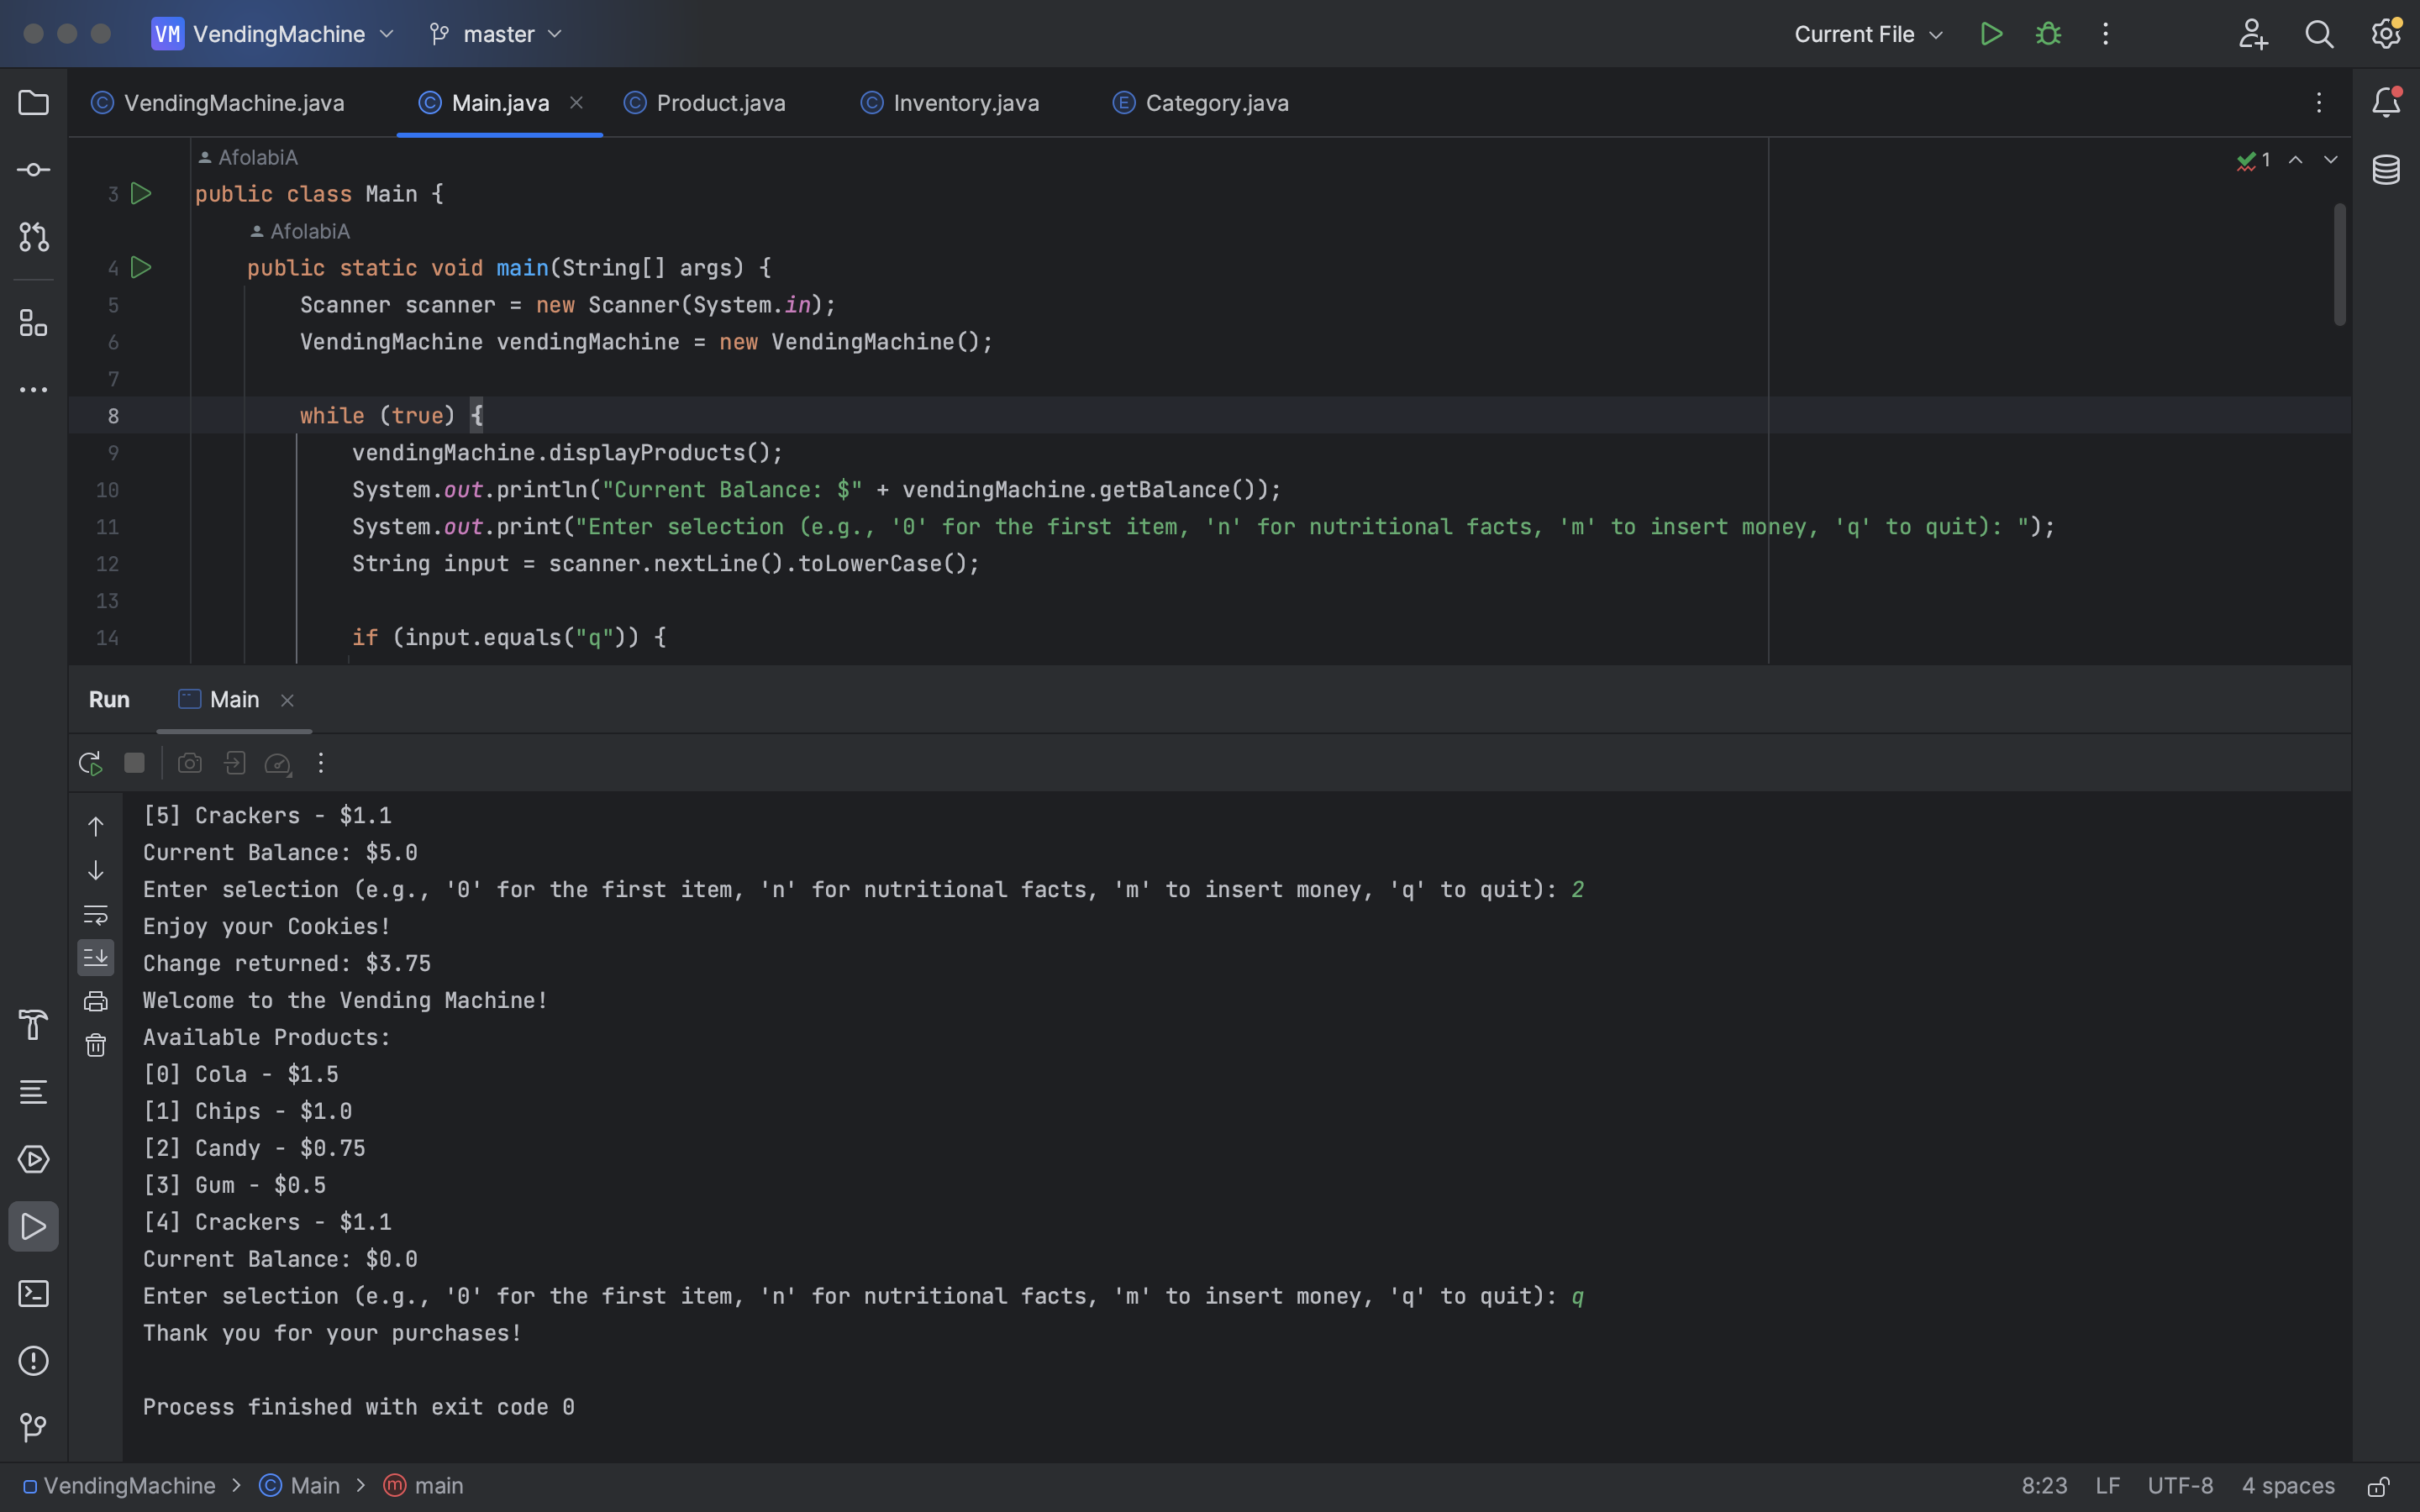 VM VendingMachine master Current File
VendingMachine.java Main.java Product.java Inventory.java Category.java
AfolabiA
1
3 public class Main {
AfolabiA
4 public static void main(String[] args) {
5 Scanner scanner = new Scanner(System.in);
6 VendingMachine vendingMachine = new VendingMachine();
7
8 while (true) {
9 vendingMachine.displayProducts();
10 System.out.println("Current Balance: $" + vendingMachine.getBalance());
11 System.out.print("Enter selection (e.g., '0' for the first item, 'n' for nutritional facts, 'm' to insert money, 'q' to quit): ");
12 String input = scanner.nextLine().toLowerCase();
13
14 if (input.equals("q")) {
Run Main
[5] Crackers - $1.1
Current Balance: $5.0
Enter selection (e.g., '0' for the first item, 'n' for nutritional facts, 'm' to insert money, 'q' to quit): 2
Enjoy your Cookies!
Change returned: $3.75
Welcome to the Vending Machine!
Available Products:
[0] Cola - $1.5
[1] Chips - $1.0
[2] Candy - $0.75
[3] Gum - $0.5
[4] Crackers - $1.1
Current Balance: $0.0
Enter selection (e.g., '0' for the first item, 'n' for nutritional facts, 'm' to insert money, 'q' to quit): q
Thank you for your purchases!
Process finished with exit code 0
VendingMachine > Main > main 8:23 LF UTF-8 4 spaces